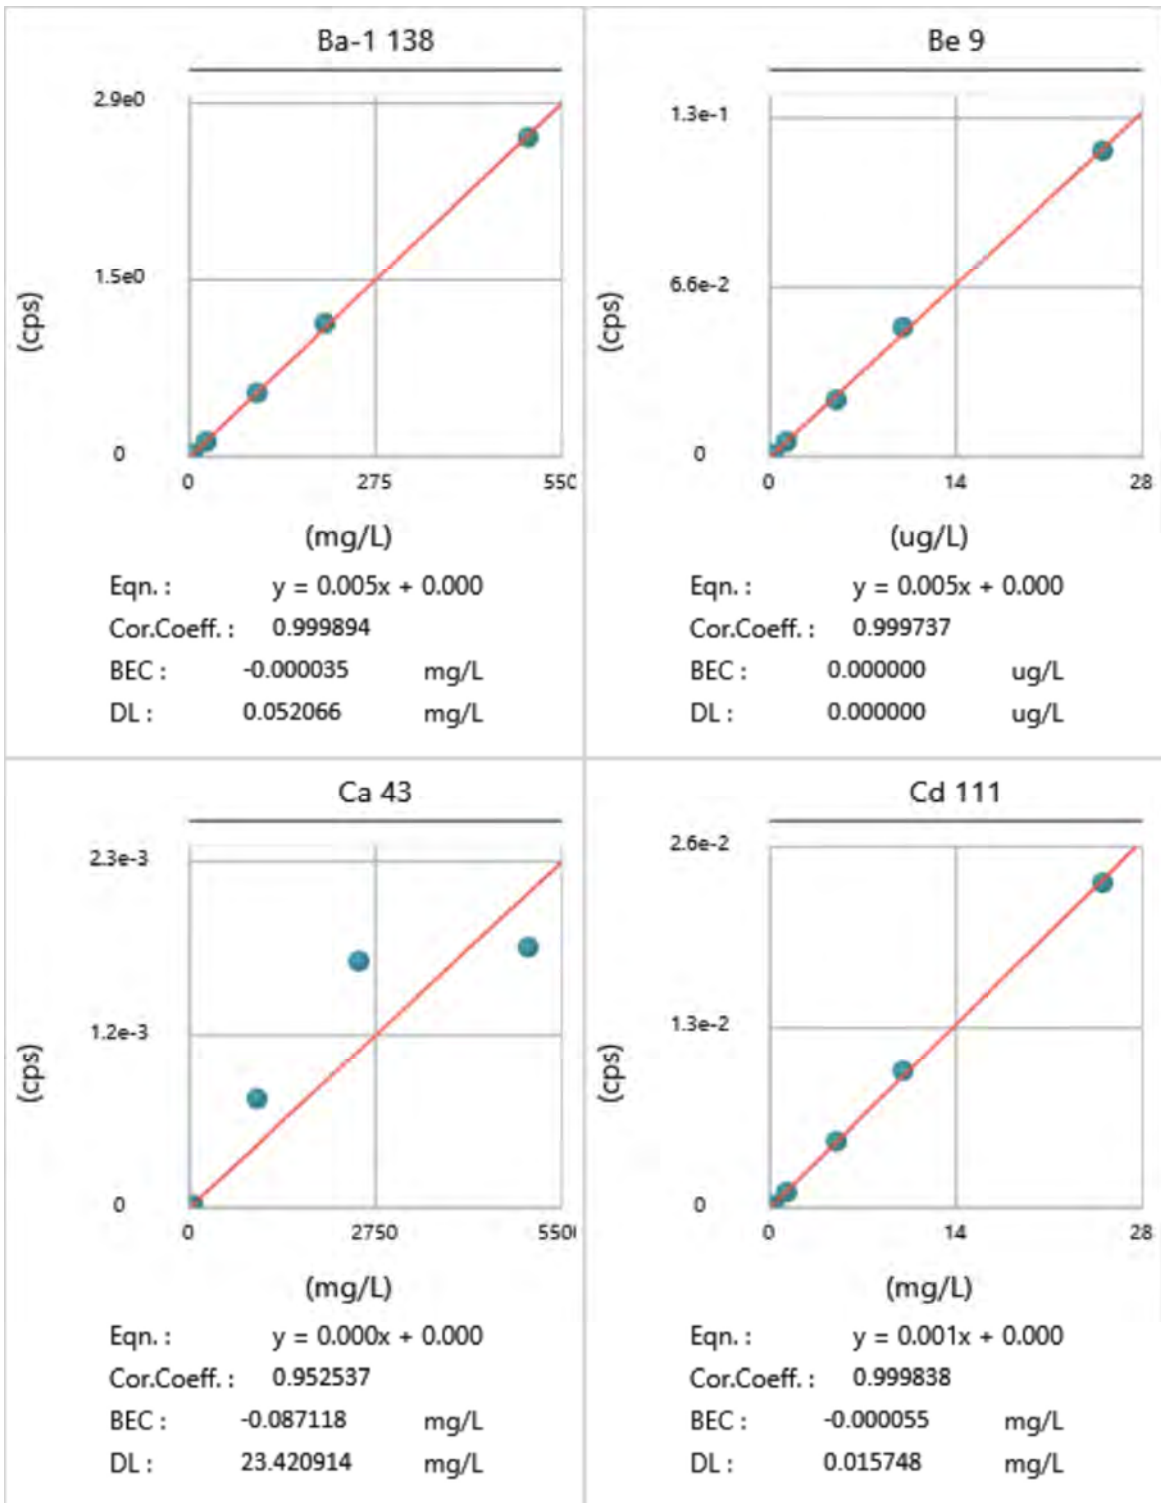 Ba-1 138
2.9e0
1.5e0
0
(cps)
0 275 550
(mg/L)
Eqn. : y = 0.005x + 0.000
Cor.Coeff. : 0.999894
BEC : -0.000035 mg/L
DL : 0.052066 mg/L
Be 9
1.3e-1
6.6e-2
0
(cps)
0 14 28
(ug/L)
Eqn. : y = 0.005x + 0.000
Cor.Coeff. : 0.999737
BEC : 0.000000 ug/L
DL : 0.000000 ug/L
Ca 43
2.3e-3
1.2e-3
0
(cps)
0 2750 5500
(mg/L)
Eqn. : y = 0.000x + 0.000
Cor.Coeff. : 0.952537
BEC : -0.087118 mg/L
DL : 23.420914 mg/L
Cd 111
2.6e-2
1.3e-2
0
(cps)
0 14 28
(mg/L)
Eqn. : y = 0.001x + 0.000
Cor.Coeff. : 0.999838
BEC : -0.000055 mg/L
DL : 0.015748 mg/L